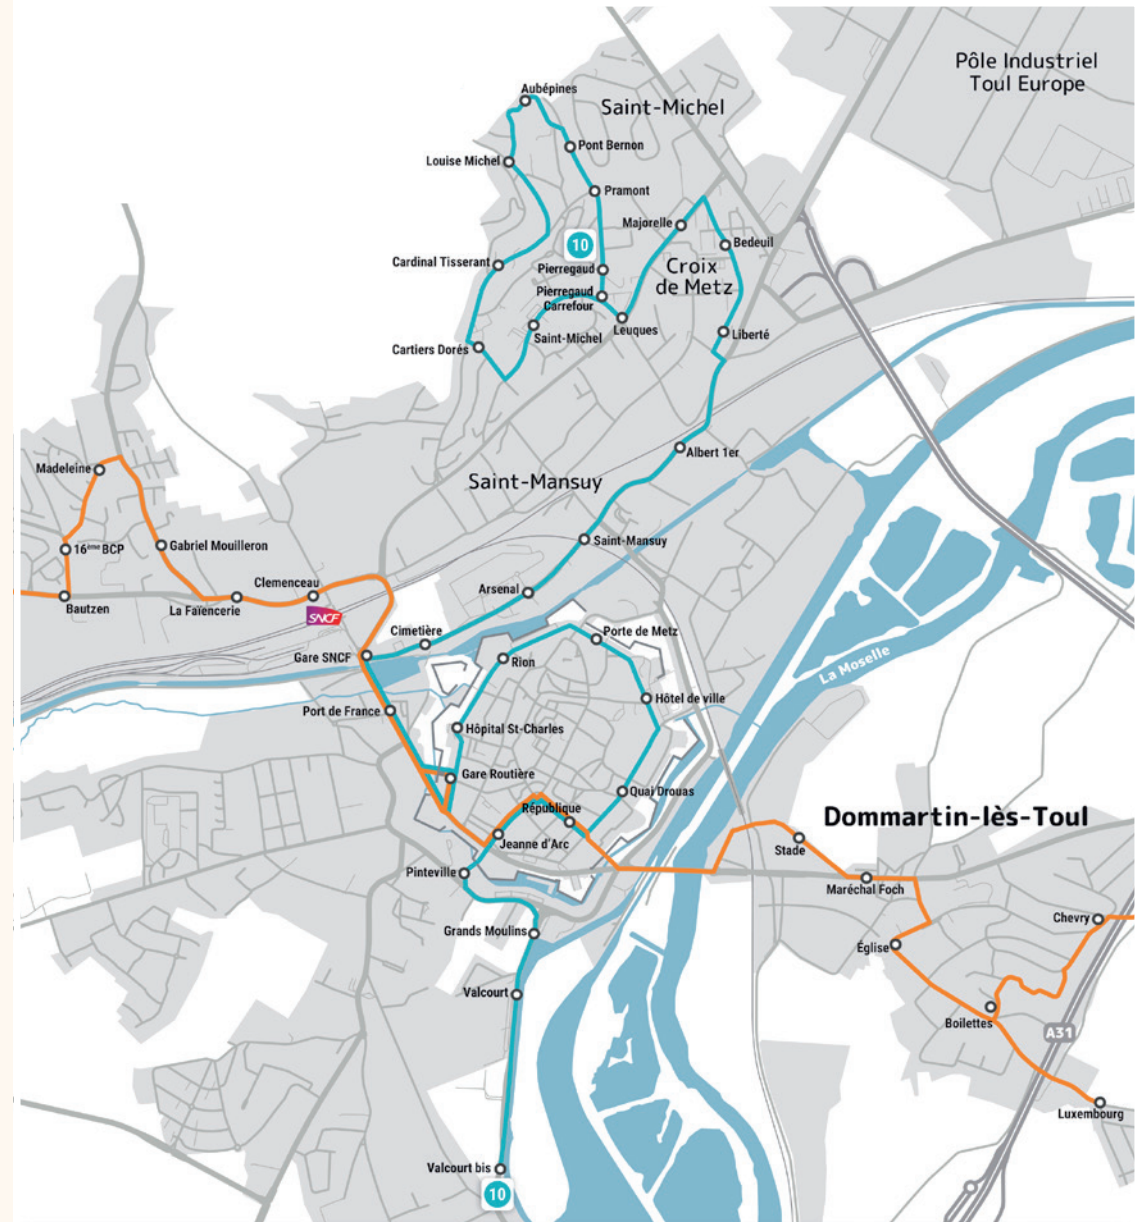 Pôle Industriel
Toul Europe
Aubépines
Saint-Michel
Pont Bernon
Louise Michel
Pramont
Majorelle
10
Bedeuil
Cardinal Tisserant
Pierregaud
Croix
de Metz
Pierregaud
Carrefour
Leuques
Saint-Michel
Liberté
Cartiers Dorés
Albert 1er
Madeleine
Saint-Mansuy
Saint-Mansuy
16ème BCP
Gabriel Mouilleron
Clemenceau
Arsenal
Bautzen
La Faïencerie
SNCF
Cimetière
Porte de Metz
Gare SNCF
Rion
La Moselle
Hôtel de ville
Port de France
Hôpital St-Charles
Gare Routière
Quai Drouas
République
Dommartin-lès-Toul
Jeanne d'Arc
Stade
Pinteville
Maréchal Foch
Chevry
Grands Moulins
Église
Valcourt
Boilettes
A31
Luxembourg
Valcourt bis
10